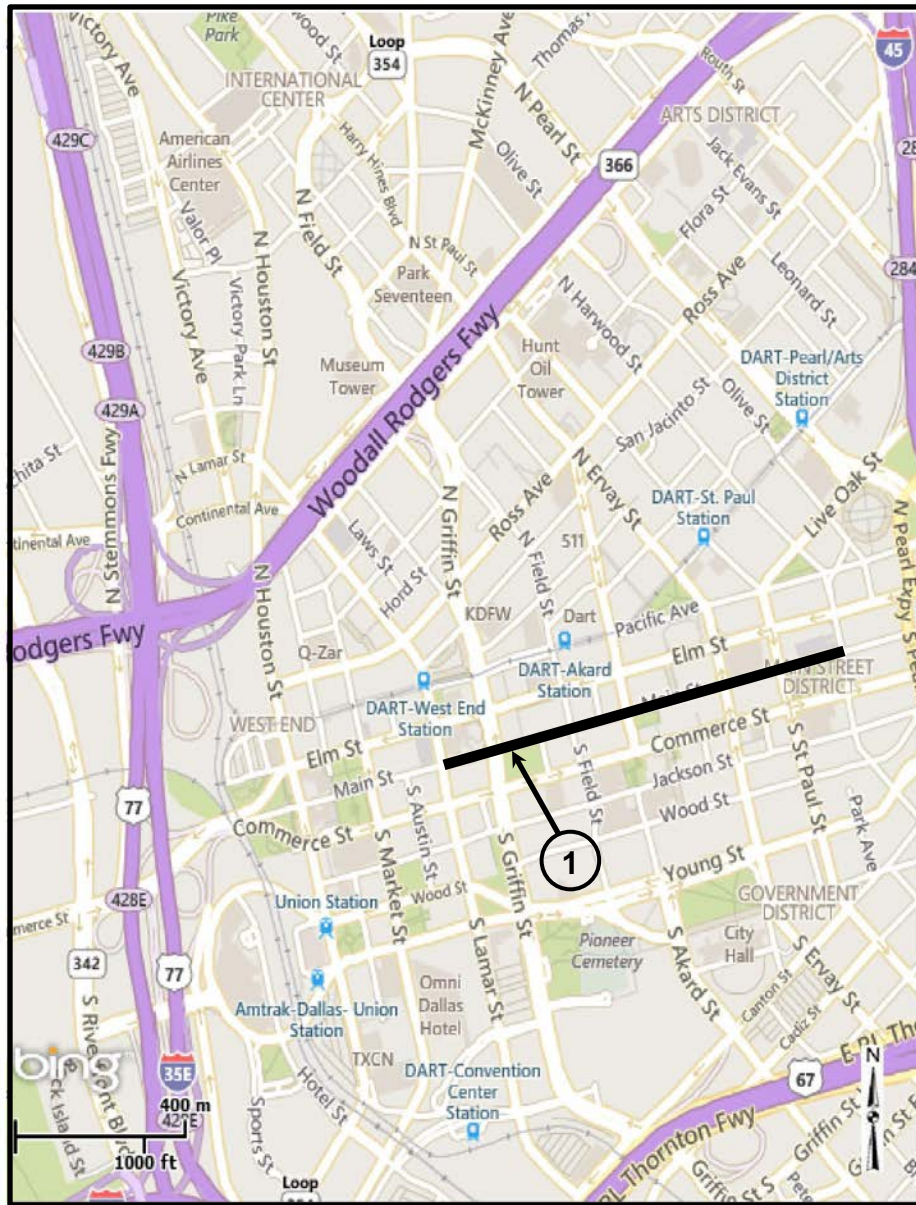 Pike
Park
Victory Ave
Loop
354
INTERNATIONAL
CENTER
McKinney Ave
N Pearl St
Routh St
45
ARTS DISTRICT
429C
American
Airlines
Center
Harry Hines Blvd
Olive St
366
Jack Evans St
Flora St
Valor Pl
N Field St
N Houston St
N St Paul St
Park
Seventeen
Ross Ave
Leonard St
284
Victory Ave
Victory Park Ln
N Harwood St
429B
Museum
Tower
Hunt
Oil
Tower
DART-Pearl/Arts
District
Station
429A
Woodall Rodgers Fwy
Olive St
San Jacinto St
N Stemmons Fwy
N Lamar St
N Griffin St
Ross Ave
N Ervay St
DART-St. Paul
Station
Live Oak St
Continental Ave
Laws St
Hord St
N Field St
511
N Pearl Expy
N Houston St
KDFW
Dart
Pacific Ave
Q-Zar
DART-Akard
Station
Elm St
MAIN STREET
DISTRICT
DART-West End
Station
WEST END
Main St
Elm St
Commerce St
Main St
S Austin St
S Field St
Jackson St
S St Paul St
77
Commerce St
S Market St
Wood St
Park Ave
S Griffin St
1
Young St
428E
Wood St
GOVERNMENT
DISTRICT
Union Station
S Lamar St
Pioneer
Cemetery
S Akard St
City
Hall
S Ervay St
342
77
Omni
Dallas
Hotel
Canton St
Cadiz St
Amtrak-Dallas- Union
Station
TXCN
N
bing
35E
DART-Convention
Center
Station
67
400 m
Hotel St
Sports St
1000 ft
Griffin St S
Loop